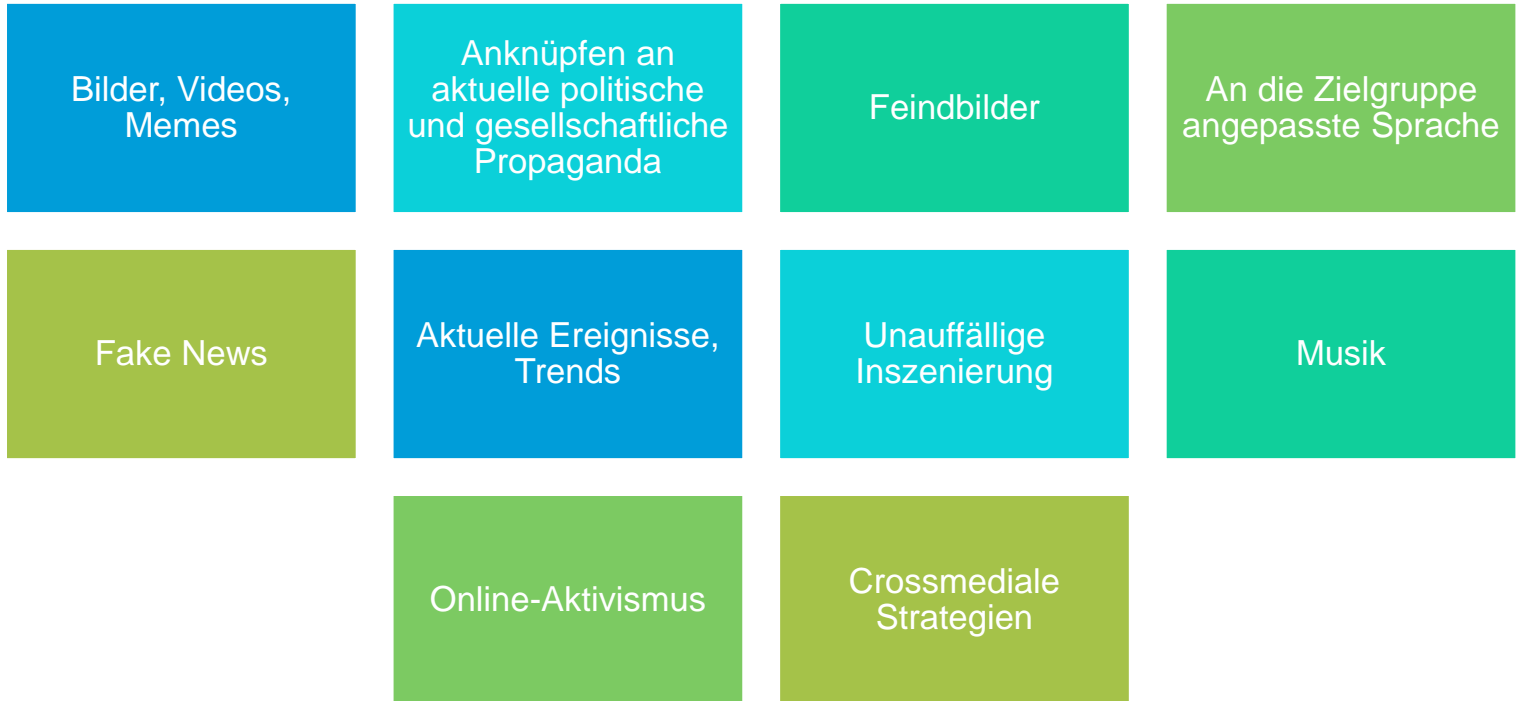 Bilder, Videos,
Memes
Anknüpfen an
aktuelle politische
und gesellschaftliche
Propaganda
Feindbilder
An die Zielgruppe
angepasste Sprache
Fake News
Aktuelle Ereignisse,
Trends
Unauffällige
Inszenierung
Musik
Online-Aktivismus
Crossmediale
Strategien